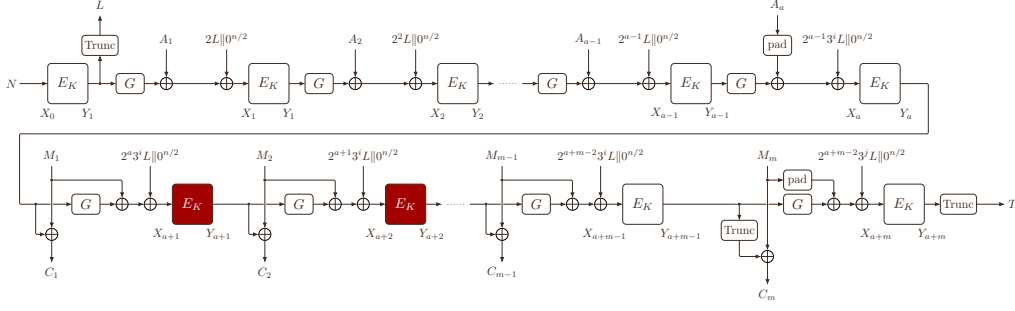 L A_a
Trunc A_1 2L‖0^{n/2} A_2 2^2L‖0^{n/2} A_{a−1} 2^{a−1}L‖0^{n/2} pad 2^{a−1}3^iL‖0^{n/2}
N E_K G E_K G E_K ...... G E_K G E_K
X_0 Y_1 X_1 Y_1 X_2 Y_2 X_{a−1} Y_{a−1} X_a Y_a
M_1 2^a3^iL‖0^{n/2} M_2 2^{a+1}3^iL‖0^{n/2} M_{m−1} 2^{a+m−2}3^iL‖0^{n/2} M_m 2^{a+m−2}3^jL‖0^{n/2}
pad
G E_K G E_K ...... G E_K G E_K Trunc T
Trunc
X_{a+1} Y_{a+1} X_{a+2} Y_{a+2} X_{a+m−1} Y_{a+m−1} X_{a+m} Y_{a+m}
C_1 C_2 C_{m−1}
C_m